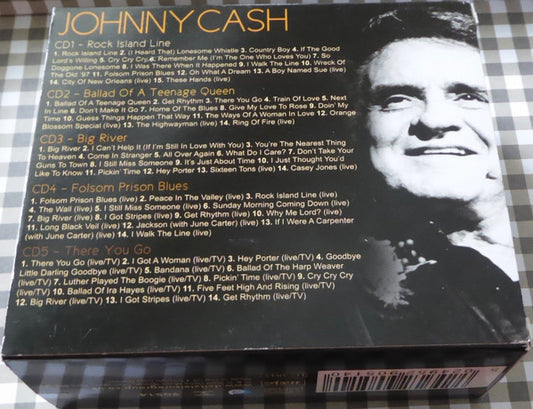 JOHNNY CASH
CD1 - Rock Island Line
1. Rock Island Line 2. (I Heard That) Lonesome Whistle 3. Country Boy 4. If The Good
Lord's Willing 5. Cry Cry Cry 6. Remember Me (I'm The One Who Loves You) 7. So
Doggone Lonesome 8. I Was There When It Happened 9. I Walk The Line 10. Wreck Of
The Old '97 11. Folsom Prison Blues 12. Oh What A Dream 13. A Boy Named Sue (live)
14. City Of New Orleans (live) 15. These Hands (live)
CD2 - Ballad Of A Teenage Queen
1. Ballad Of A Teenage Queen 2. Get Rhythm 3. There You Go 4. Train Of Love 5. Next
In Line 6. Don't Make It Go 7. Home Of The Blues 8. Give My Love To Rose 9. Doin' My
Time 10. Guess Things Happen That Way 11. The Ways Of A Woman In Love 12. Orange
Blossom Special (live) 13. The Highwayman (live) 14. Ring Of Fire (live)
CD3 - Big River
1. Big River 2. I Can't Help It (If I'm Still In Love With You) 3. You're The Nearest Thing
To Heaven 4. Come In Stranger 5. All Over Again 6. What Do I Care? 7. Don't Take Your
Guns To Town 8. I Still Miss Someone 9. It's Just About Time 10. I Just Thought You'd
Like To Know 11. Pickin' Time 12. Hey Porter 13. Sixteen Tons (live) 14. Casey Jones (live)
CD4 - Folsom Prison Blues
1. Folsom Prison Blues (live) 2. Peace In The Valley (live) 3. Rock Island Line (live)
4. The Wall (live) 5. I Still Miss Someone (live) 6. Sunday Morning Coming Down (live)
7. Big River (live) 8. I Got Stripes (live) 9. Get Rhythm (live) 10. Why Me Lord? (live)
11. Long Black Veil (live) 12. Jackson (with June Carter) (live) 13. If I Were A Carpenter
(with June Carter) (live) 14. I Walk The Line (live)
CD5 - There You Go
1. There You Go (live/TV) 2. I Got A Woman (live/TV) 3. Hey Porter (live/TV) 4. Goodbye
Little Darling Goodbye (live/TV) 5. Bandana (live/TV) 6. Ballad Of The Harp Weaver
(live/TV) 7. Luther Played The Boogie (live/TV) 8. Pickin' Time (live/TV) 9. Cry Cry Cry
(live/TV) 10. Ballad Of Ira Hayes (live/TV) 11. Five Feet High And Rising (live/TV)
12. Big River (live/TV) 13. I Got Stripes (live/TV) 14. Get Rhythm (live/TV)